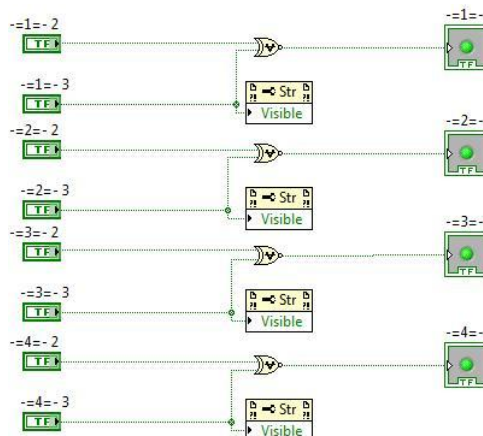 -=1=- 2
-=1=-
TF
TF
-=1=- 3
Str
TF
Visible
-=2=- 2
-=2=-
TF
TF
-=2=- 3
Str
TF
Visible
-=3=- 2
-=3=-
TF
TF
-=3=- 3
Str
TF
Visible
-=4=- 2
-=4=-
TF
TF
-=4=- 3
Str
TF
Visible